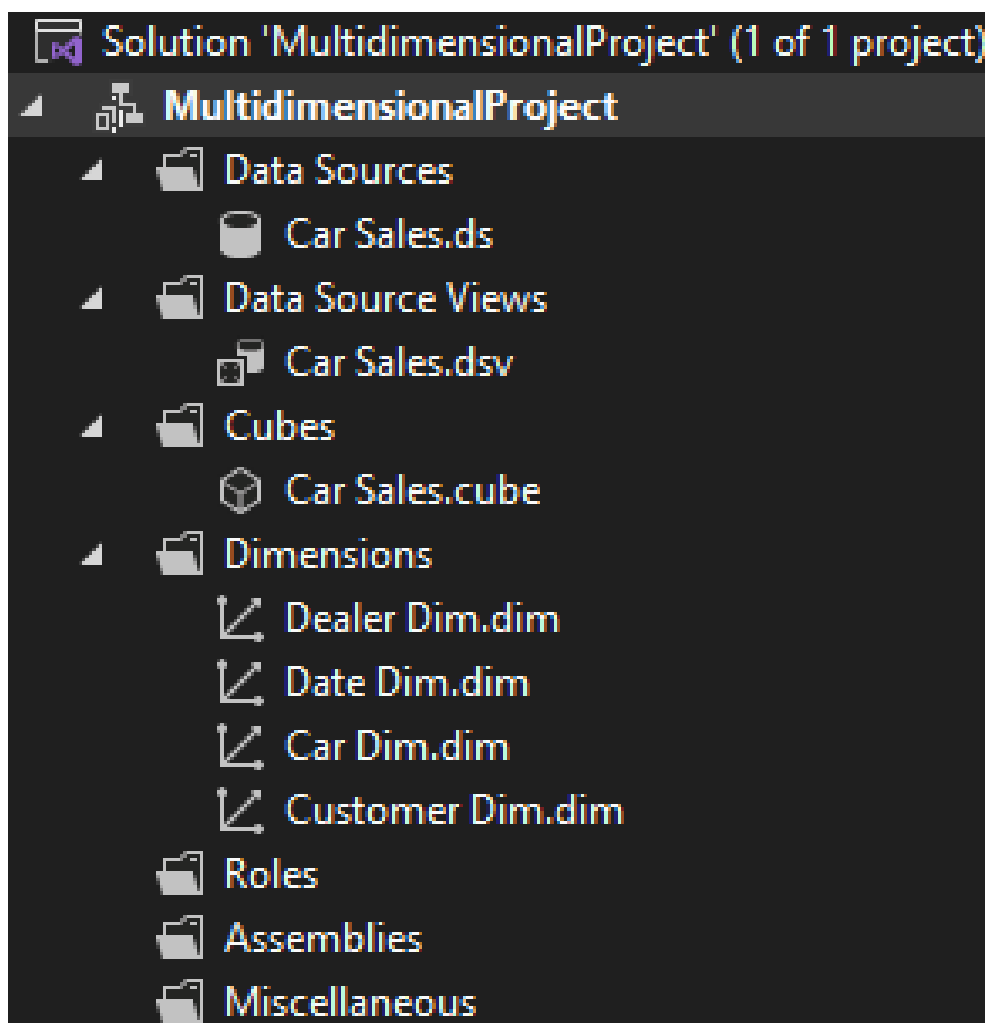 Solution 'MultidimensionalProject' (1 of 1 project)
MultidimensionalProject
Data Sources
Car Sales.ds
Data Source Views
Car Sales.dsv
Cubes
Car Sales.cube
Dimensions
Dealer Dim.dim
Date Dim.dim
Car Dim.dim
Customer Dim.dim
Roles
Assemblies
Miscellaneous